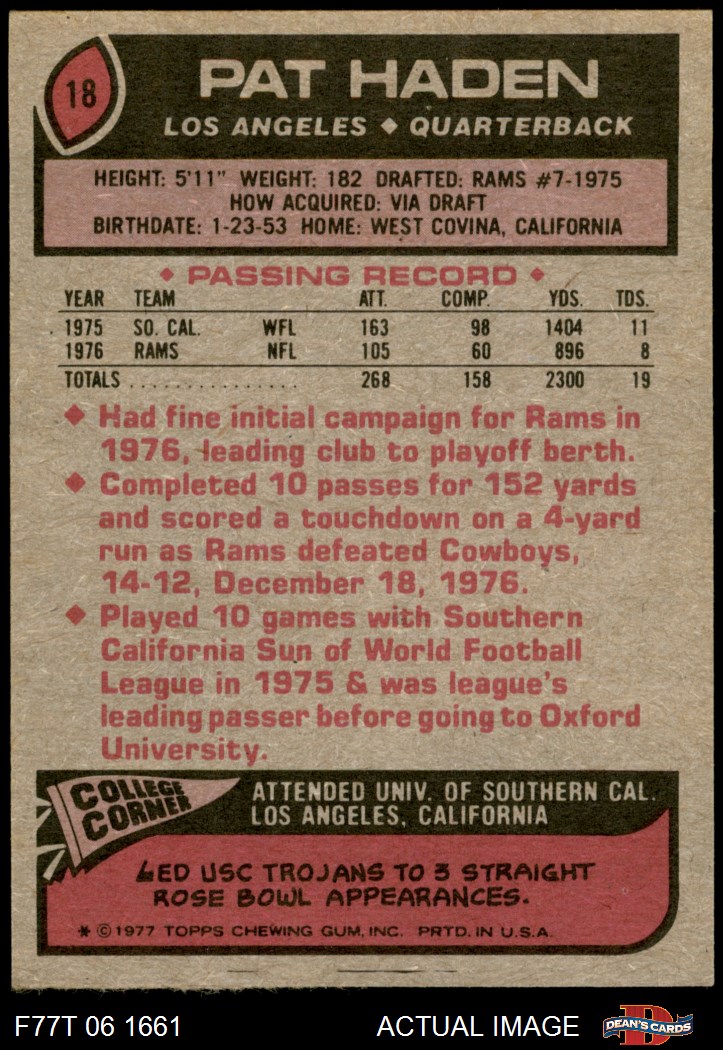 18
PAT HADEN
LOS ANGELES ◆ QUARTERBACK
HEIGHT: 5'11" WEIGHT: 182 DRAFTED: RAMS #7-1975
HOW ACQUIRED: VIA DRAFT
BIRTHDATE: 1-23-53 HOME: WEST COVINA, CALIFORNIA
◆ PASSING RECORD ◆
YEAR TEAM ATT. COMP. YDS. TDS.
1975 SO. CAL. WFL 163 98 1404 11
1976 RAMS NFL 105 60 896 8
TOTALS ................ 268 158 2300 19
◆ Had fine initial campaign for Rams in
1976, leading club to playoff berth.
◆ Completed 10 passes for 152 yards
and scored a touchdown on a 4-yard
run as Rams defeated Cowboys,
14-12, December 18, 1976.
◆ Played 10 games with Southern
California Sun of World Football
League in 1975 & was league's
leading passer before going to Oxford
University.
COLLEGE
CORNER
ATTENDED UNIV. OF SOUTHERN CAL.
LOS ANGELES, CALIFORNIA
LED USC TROJANS TO 3 STRAIGHT
ROSE BOWL APPEARANCES.
* © 1977 TOPPS CHEWING GUM, INC. PRTD. IN U.S.A.
F77T 06 1661 ACTUAL IMAGE D DEAN'S CARDS